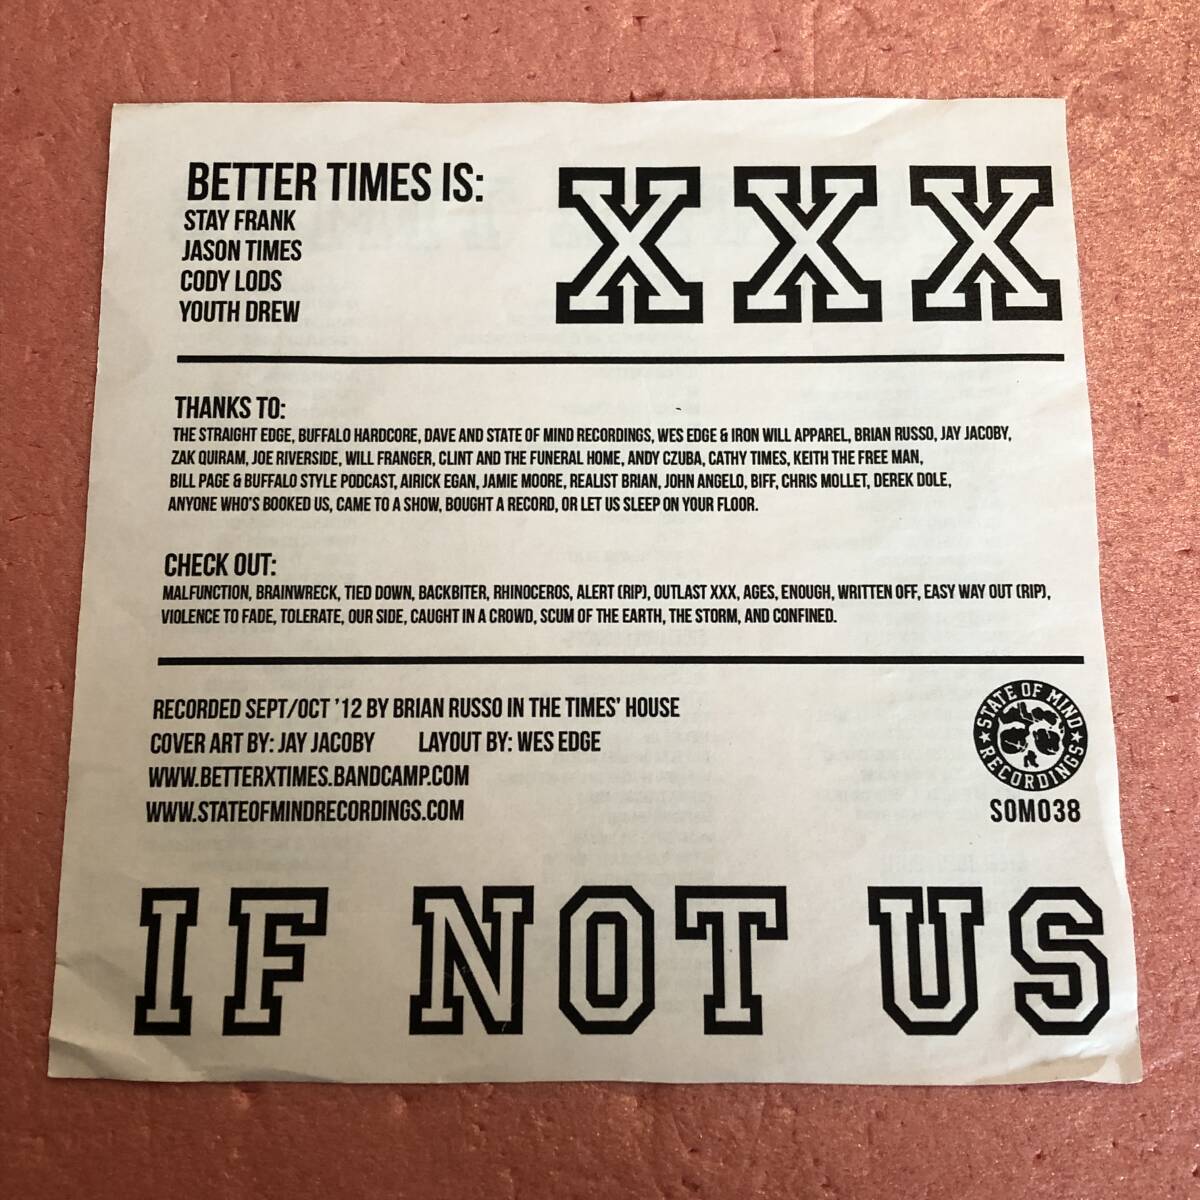 BETTER TIMES IS:
STAY FRANK
JASON TIMES
CODY LODS
YOUTH DREW
XXX
THANKS TO:
THE STRAIGHT EDGE, BUFFALO HARDCORE, DAVE AND STATE OF MIND RECORDINGS, WES EDGE & IRON WILL APPAREL, BRIAN RUSSO, JAY JACOBY,
ZAK QUIRAM, JOE RIVERSIDE, WILL FRANGER, CLINT AND THE FUNERAL HOME, ANDY CZUBA, CATHY TIMES, KEITH THE FREE MAN,
BILL PAGE & BUFFALO STYLE PODCAST, AIRICK EGAN, JAMIE MOORE, REALIST BRIAN, JOHN ANGELO, BIFF, CHRIS MOLLET, DEREK DOLE,
ANYONE WHO'S BOOKED US, CAME TO A SHOW, BOUGHT A RECORD, OR LET US SLEEP ON YOUR FLOOR.
CHECK OUT:
MALFUNCTION, BRAINWRECK, TIED DOWN, BACKBITER, RHINOCEROS, ALERT (RIP), OUTLAST XXX, AGES, ENOUGH, WRITTEN OFF, EASY WAY OUT (RIP),
VIOLENCE TO FADE, TOLERATE, OUR SIDE, CAUGHT IN A CROWD, SCUM OF THE EARTH, THE STORM, AND CONFINED.
RECORDED SEPT/OCT '12 BY BRIAN RUSSO IN THE TIMES' HOUSE
COVER ART BY: JAY JACOBY LAYOUT BY: WES EDGE
WWW.BETTERXTIMES.BANDCAMP.COM
WWW.STATEOFMINDRECORDINGS.COM
STATE OF MIND
RECORDINGS
SOM038
IF NOT US